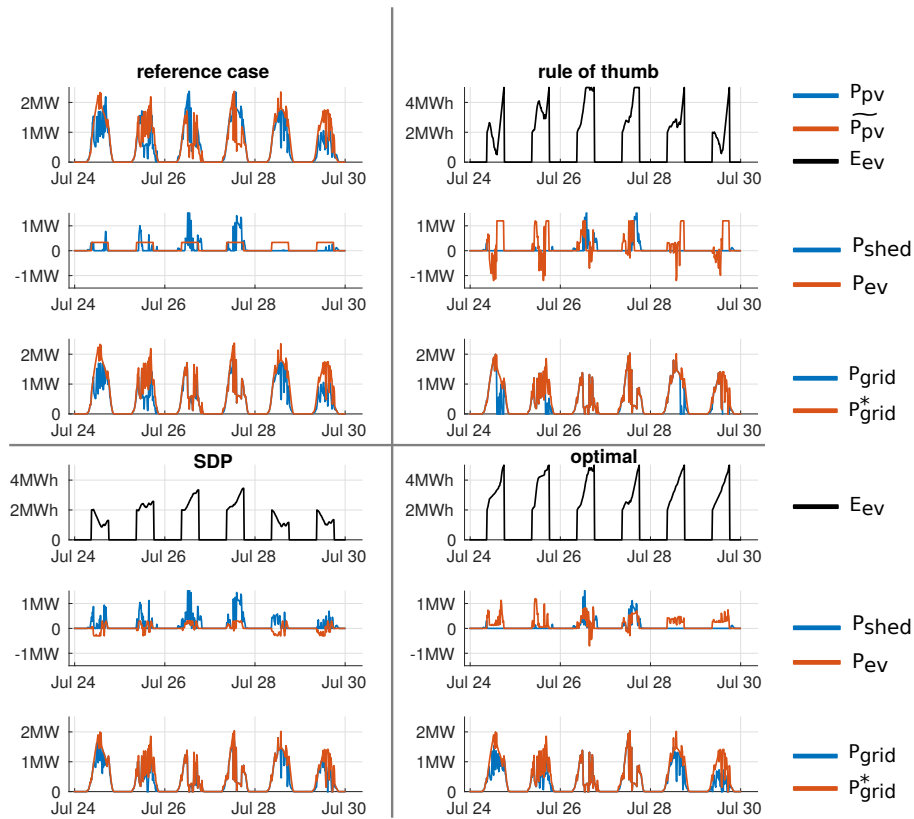 reference case
2MW
1MW
0
Jul 24
Jul 26
Jul 28
Jul 30
1MW
0
-1MW
Jul 24
Jul 26
Jul 28
Jul 30
2MW
1MW
0
Jul 24
Jul 26
Jul 28
Jul 30
rule of thumb
4MWh
2MWh
0
Jul 24
Jul 26
Jul 28
Jul 30
1MW
0
-1MW
Jul 24
Jul 26
Jul 28
Jul 30
2MW
1MW
0
Jul 24
Jul 26
Jul 28
Jul 30
Ppv
P̃pv
Eev
Pshed
Pev
Pgrid
P*grid
SDP
4MWh
2MWh
0
Jul 24
Jul 26
Jul 28
Jul 30
1MW
0
-1MW
Jul 24
Jul 26
Jul 28
Jul 30
2MW
1MW
0
Jul 24
Jul 26
Jul 28
Jul 30
optimal
4MWh
2MWh
0
Jul 24
Jul 26
Jul 28
Jul 30
1MW
0
-1MW
Jul 24
Jul 26
Jul 28
Jul 30
2MW
1MW
0
Jul 24
Jul 26
Jul 28
Jul 30
Eev
Pshed
Pev
Pgrid
P*grid